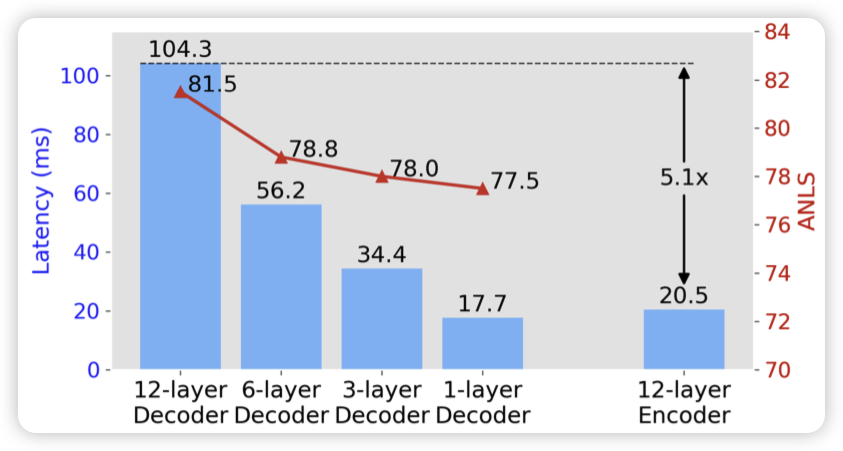 104.3
81.5
78.8
78.0
77.5
56.2
34.4
17.7
20.5
5.1x
Latency (ms)
100
80
60
40
20
0
ANLS
84
82
80
78
76
74
72
70
12-layer
Decoder
6-layer
Decoder
3-layer
Decoder
1-layer
Decoder
12-layer
Encoder